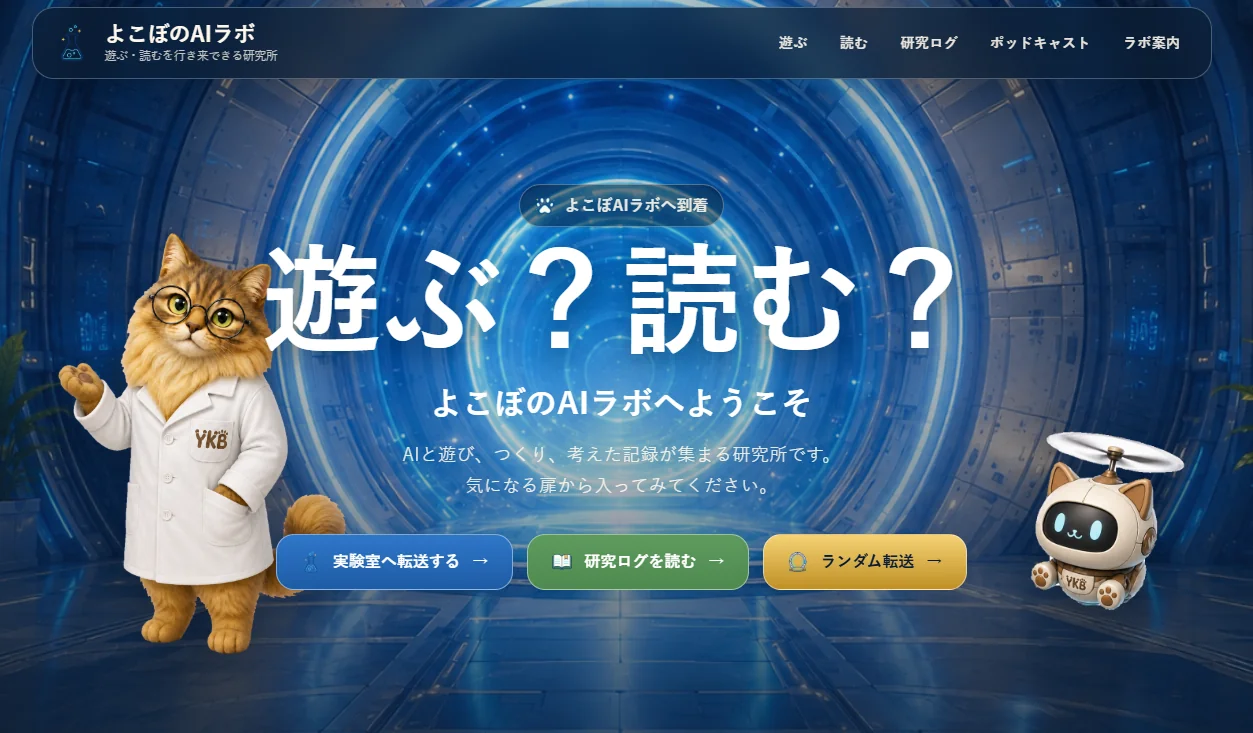 よこぼのAIラボ
遊ぶ・読むを行き来できる研究所
遊ぶ 読む 研究ログ ポッドキャスト ラボ案内
よこぼAIラボへ到着
遊ぶ？読む？
よこぼのAIラボへようこそ
AIと遊び、つくり、考えた記録が集まる研究所です。
気になる扉から入ってみてください。
YKB
実験室へ転送する →
研究ログを読む →
ランダム転送 →
YKB